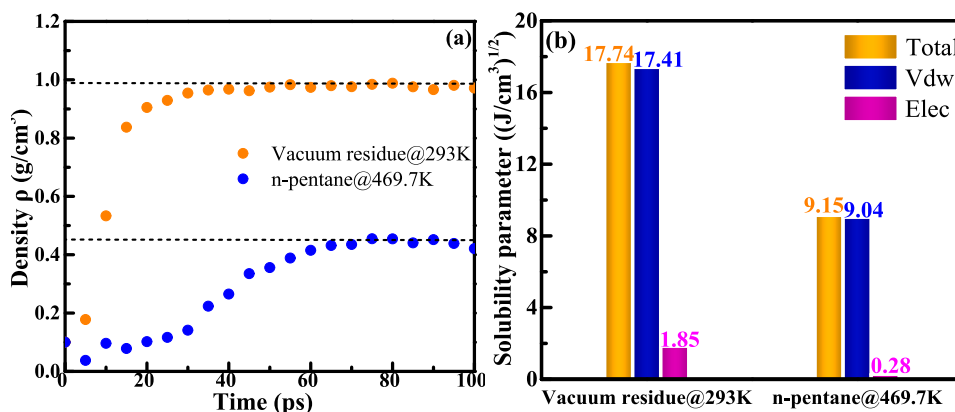 (a)
Density ρ (g/cm³)
1.2
1.0
0.8
0.6
0.4
0.2
0.0
Vacuum residue@293K
n-pentane@469.7K
0
20
40
60
80
100
Time (ps)
(b)
Solubility parameter ((J/cm³)^1/2)
20
16
12
8
4
0
17.74
17.41
1.85
9.15
9.04
0.28
Total
Vdw
Elec
Vacuum residue@293K
n-pentane@469.7K